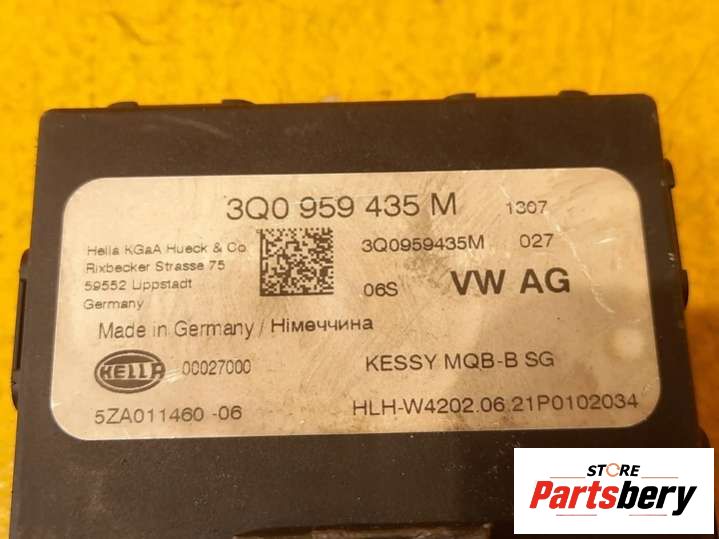 3Q0 959 435 M 1307
Hella KGaA Hueck & Co
Rixbecker Strasse 75
59552 Lippstadt
Germany
3Q0959435M 027
06S VW AG
Made in Germany / Німеччина
HELLA 00027000 KESSY MQB-B SG
5ZA011460 -06 HLH-W4202.06.21P0102034
STORE
Partsbery